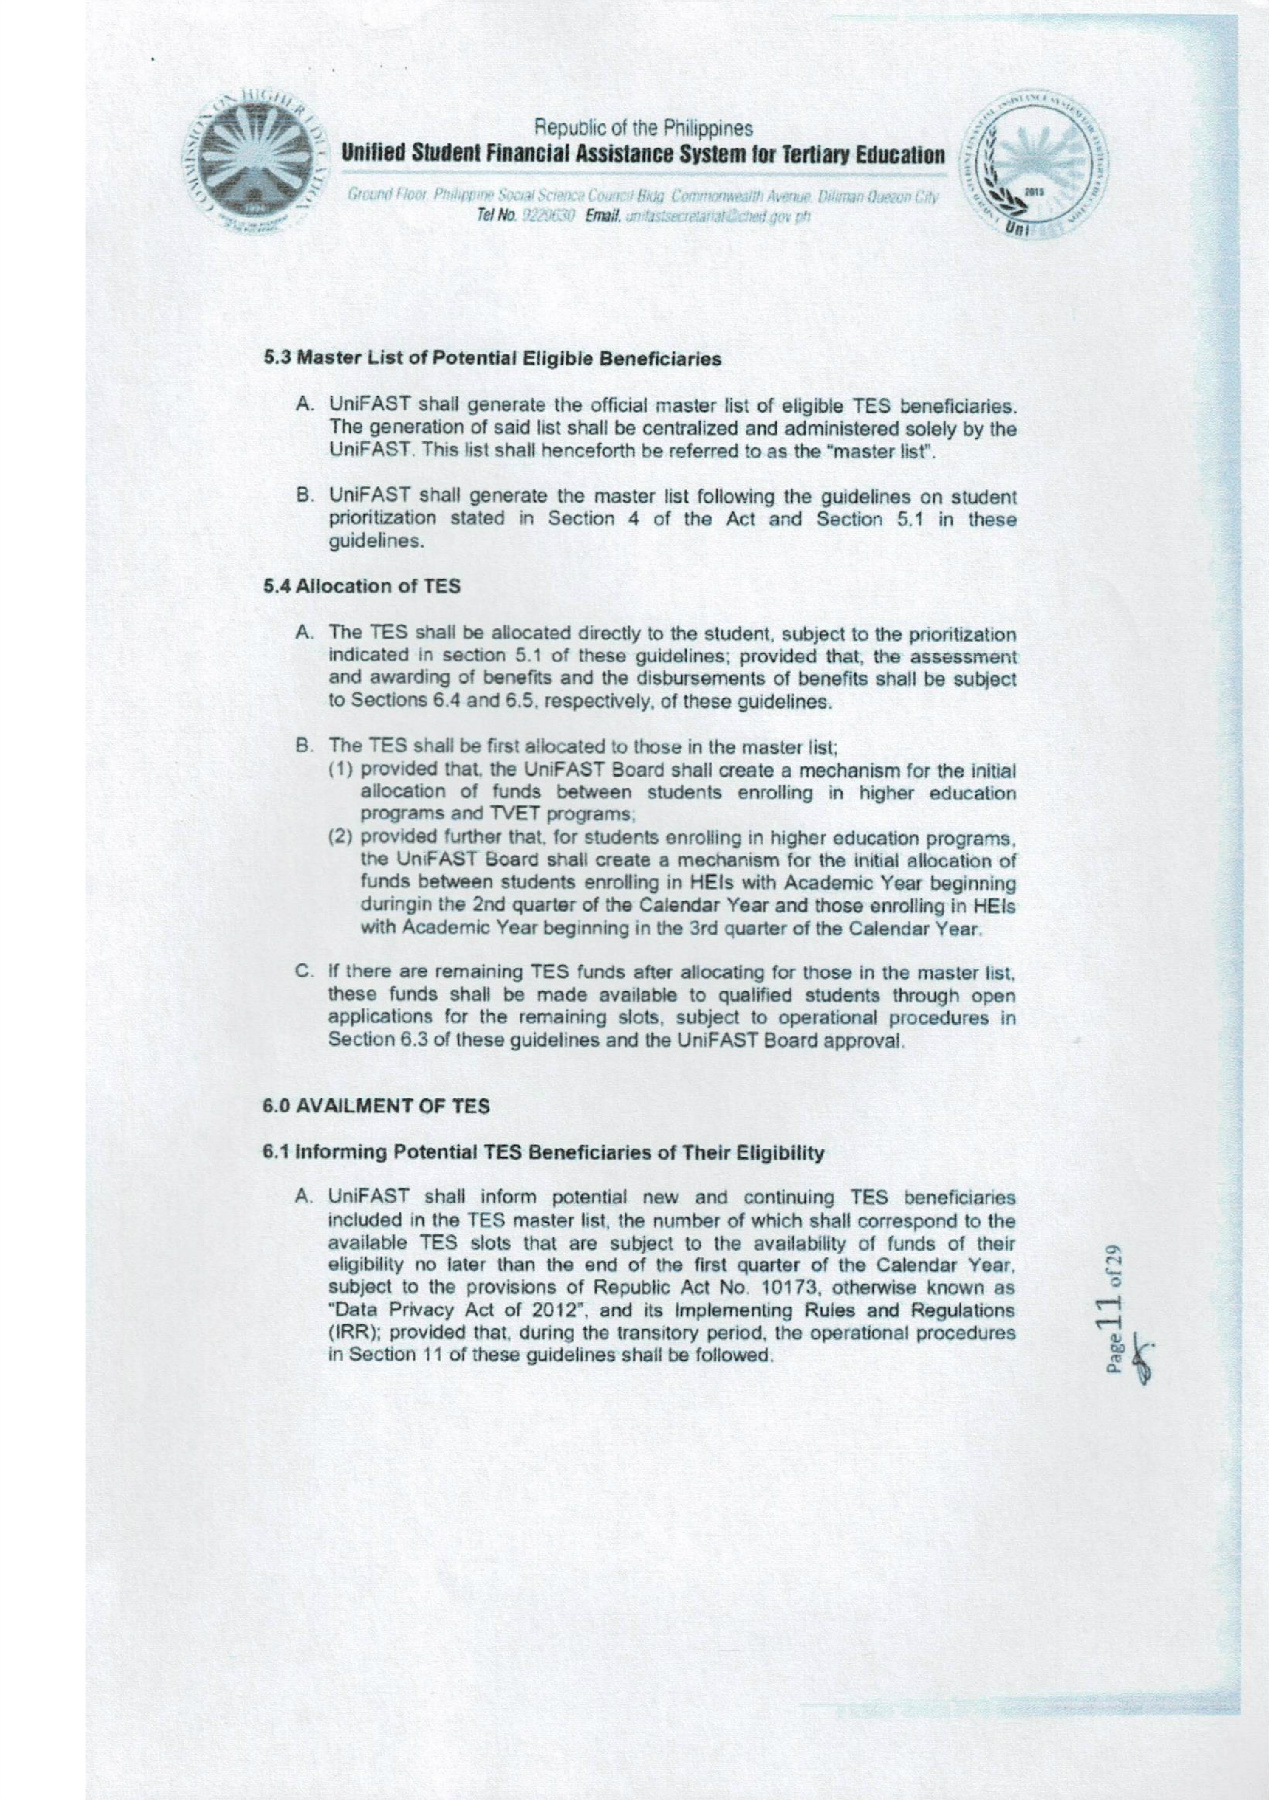 COMMISSION ON HIGHER EDUCATION
Republic of the Philippines
Unified Student Financial Assistance System for Tertiary Education
Ground Floor, Philippine Social Science Council Bldg. Commonwealth Avenue, Diliman Quezon City
Tel No. 9229630 Email. unifastsecretariat@ched.gov.ph
2015
UniFAST
5.3 Master List of Potential Eligible Beneficiaries
A. UniFAST shall generate the official master list of eligible TES beneficiaries.
The generation of said list shall be centralized and administered solely by the
UniFAST. This list shall henceforth be referred to as the “master list”.
B. UniFAST shall generate the master list following the guidelines on student
prioritization stated in Section 4 of the Act and Section 5.1 in these
guidelines.
5.4 Allocation of TES
A. The TES shall be allocated directly to the student, subject to the prioritization
indicated in section 5.1 of these guidelines; provided that, the assessment
and awarding of benefits and the disbursements of benefits shall be subject
to Sections 6.4 and 6.5, respectively, of these guidelines.
B. The TES shall be first allocated to those in the master list;
(1) provided that, the UniFAST Board shall create a mechanism for the initial
allocation of funds between students enrolling in higher education
programs and TVET programs;
(2) provided further that, for students enrolling in higher education programs,
the UniFAST Board shall create a mechanism for the initial allocation of
funds between students enrolling in HEIs with Academic Year beginning
duringin the 2nd quarter of the Calendar Year and those enrolling in HEIs
with Academic Year beginning in the 3rd quarter of the Calendar Year.
C. If there are remaining TES funds after allocating for those in the master list,
these funds shall be made available to qualified students through open
applications for the remaining slots, subject to operational procedures in
Section 6.3 of these guidelines and the UniFAST Board approval.
6.0 AVAILMENT OF TES
6.1 Informing Potential TES Beneficiaries of Their Eligibility
A. UniFAST shall inform potential new and continuing TES beneficiaries
included in the TES master list, the number of which shall correspond to the
available TES slots that are subject to the availability of funds of their
eligibility no later than the end of the first quarter of the Calendar Year,
subject to the provisions of Republic Act No. 10173, otherwise known as
“Data Privacy Act of 2012”, and its Implementing Rules and Regulations
(IRR); provided that, during the transitory period, the operational procedures
in Section 11 of these guidelines shall be followed.
Page 11 of 29